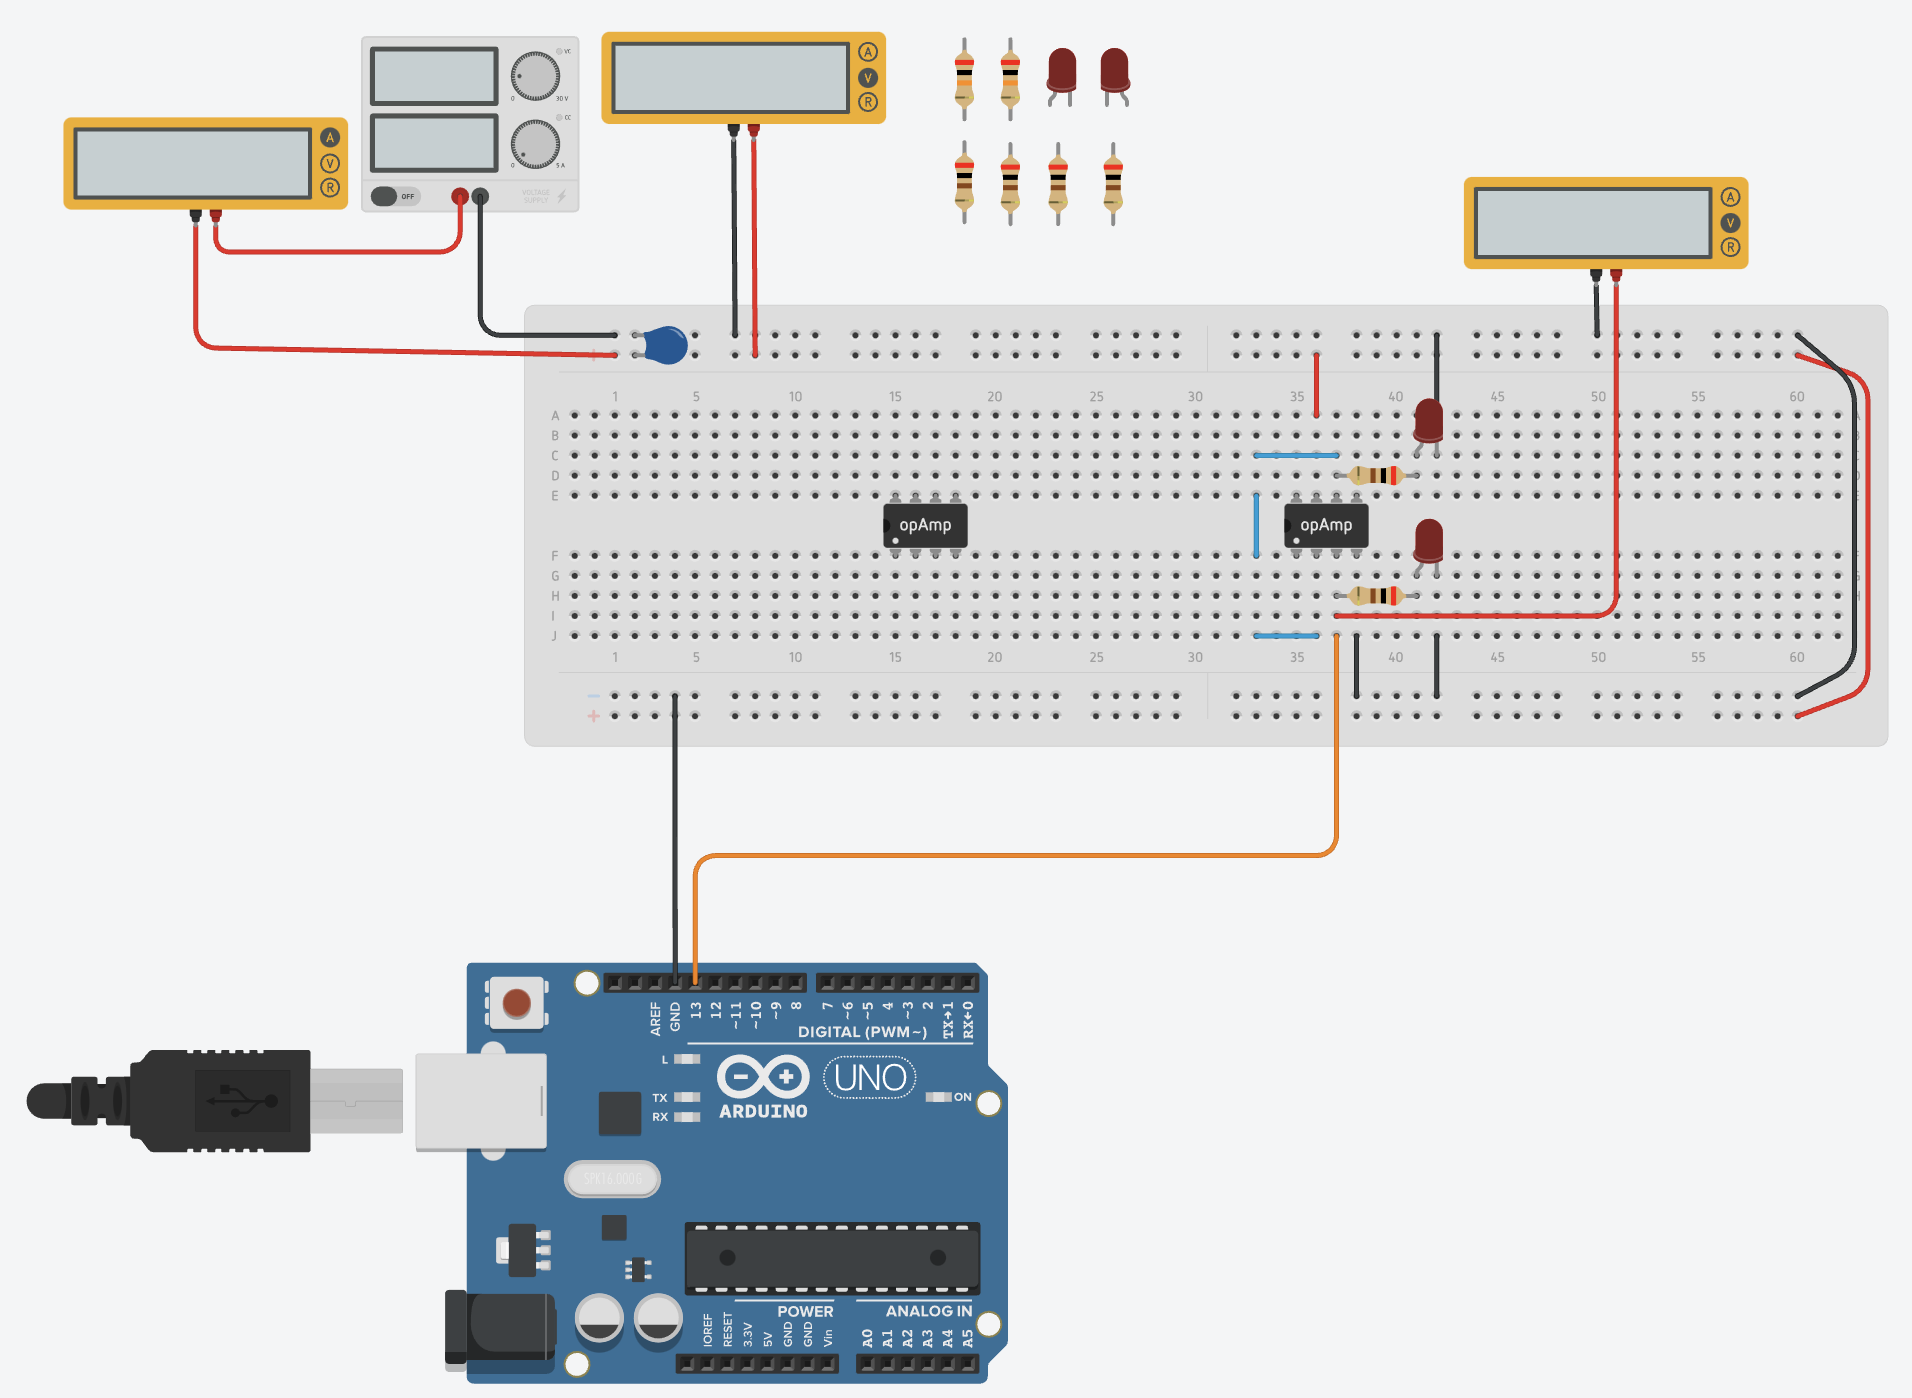 VC
0 30 V
CC
0 5 A
OFF
VOLTAGE
SUPPLY
A
V
R
A
V
R
A
V
R
+
1 5 10 15 20 25 30 35 40 45 50 55 60
A
B
C
D
E
opAmp opAmp
F
G
H
I
J
1 5 10 15 20 25 30 35 40 45 50 55 60
−
+
AREF GND 13 12 ~11 ~10 ~9 8 7 ~6 ~5 4 ~3 2 TX→1 RX←0
DIGITAL (PWM~)
L
TX
RX
UNO
ARDUINO
ON
SPK16.000G
POWER ANALOG IN
IOREF RESET 3.3V 5V GND GND Vin A0 A1 A2 A3 A4 A5